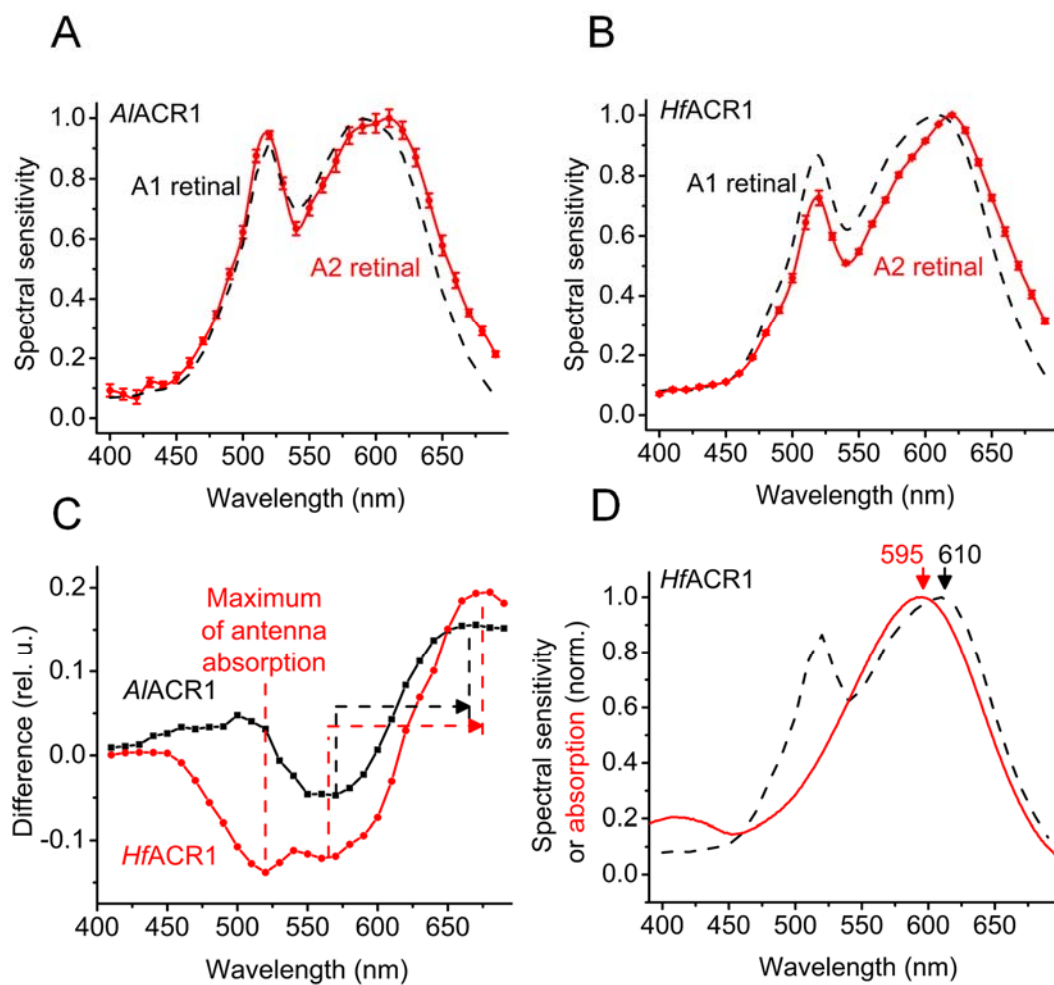 A
Spectral sensitivity
1.0
0.8
0.6
0.4
0.2
0.0
AlACR1
A1 retinal
A2 retinal
400 450 500 550 600 650
Wavelength (nm)
B
Spectral sensitivity
1.0
0.8
0.6
0.4
0.2
0.0
HfACR1
A1 retinal
A2 retinal
400 450 500 550 600 650
Wavelength (nm)
C
Difference (rel. u.)
0.2
0.1
0.0
-0.1
Maximum
of antenna
absorption
AlACR1
HfACR1
400 450 500 550 600 650
Wavelength (nm)
D
Spectral sensitivity
or absorption (norm.)
HfACR1
595 610
1.0
0.8
0.6
0.4
0.2
0.0
400 450 500 550 600 650
Wavelength (nm)